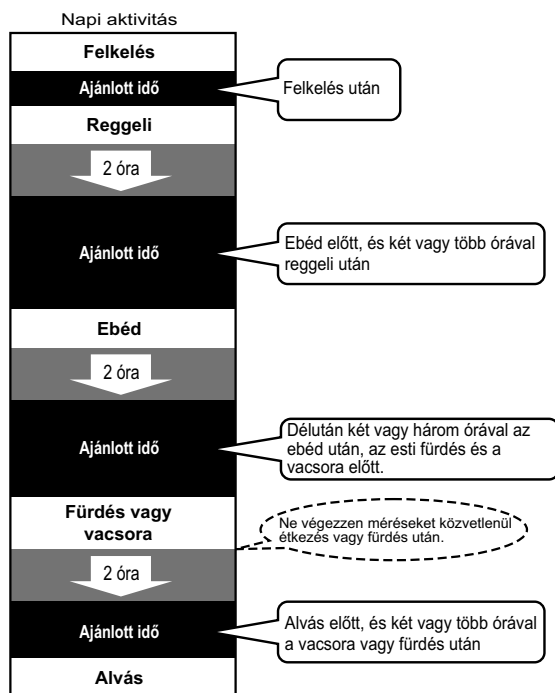 Napi aktivitás
Felkelés
Ajánlott idő
Felkelés után
Reggeli
2 óra
Ajánlott idő
Ebéd előtt, és két vagy több órával
reggeli után
Ebéd
2 óra
Ajánlott idő
Délután két vagy három órával az
ebéd után, az esti fürdés és a
vacsora előtt.
Fürdés vagy
vacsora
Ne végezzen méréseket közvetlenül
étkezés vagy fürdés után.
2 óra
Ajánlott idő
Alvás előtt, és két vagy több órával
a vacsora vagy fürdés után
Alvás